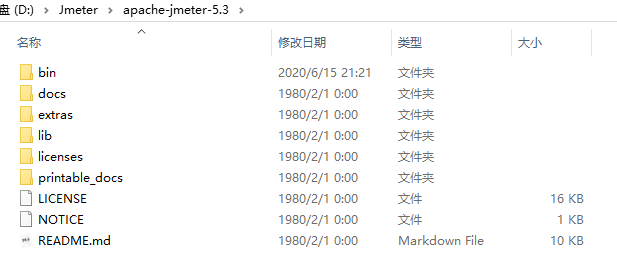 盘 (D:) > Jmeter > apache-jmeter-5.3 >
名称 修改日期 类型 大小
bin 2020/6/15 21:21 文件夹
docs 1980/2/1 0:00 文件夹
extras 1980/2/1 0:00 文件夹
lib 1980/2/1 0:00 文件夹
licenses 1980/2/1 0:00 文件夹
printable_docs 1980/2/1 0:00 文件夹
LICENSE 1980/2/1 0:00 文件 16 KB
NOTICE 1980/2/1 0:00 文件 1 KB
README.md 1980/2/1 0:00 Markdown File 10 KB